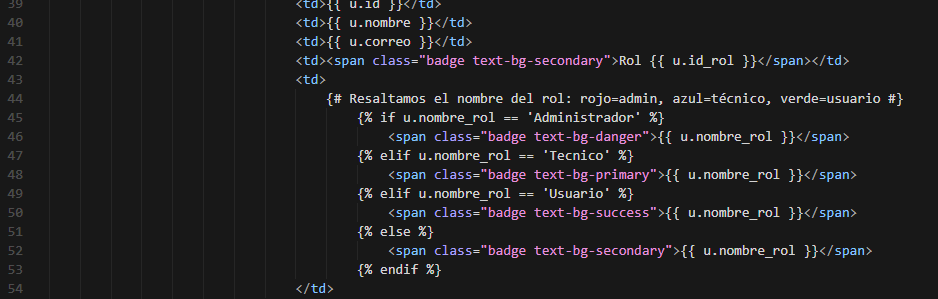 39 <td>{{ u.id }}</td>
40 <td>{{ u.nombre }}</td>
41 <td>{{ u.correo }}</td>
42 <td><span class="badge text-bg-secondary">Rol {{ u.id_rol }}</span></td>
43 <td>
44 {# Resaltamos el nombre del rol: rojo=admin, azul=técnico, verde=usuario #}
45 {% if u.nombre_rol == 'Administrador' %}
46 <span class="badge text-bg-danger">{{ u.nombre_rol }}</span>
47 {% elif u.nombre_rol == 'Tecnico' %}
48 <span class="badge text-bg-primary">{{ u.nombre_rol }}</span>
49 {% elif u.nombre_rol == 'Usuario' %}
50 <span class="badge text-bg-success">{{ u.nombre_rol }}</span>
51 {% else %}
52 <span class="badge text-bg-secondary">{{ u.nombre_rol }}</span>
53 {% endif %}
54 </td>